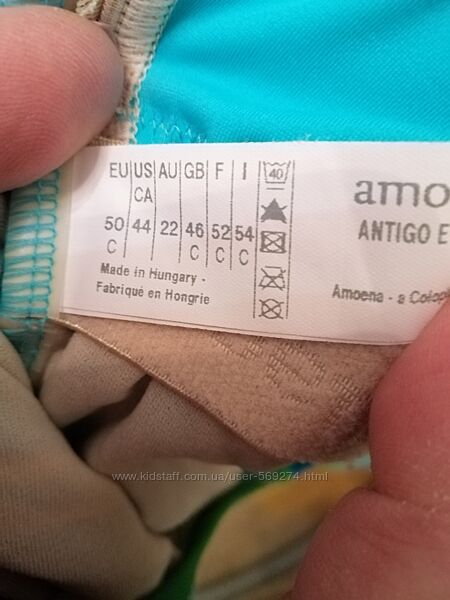 EU US AU GB F I 40
CA
50 44 22 46 52 54
C C C C
Made in Hungary -
Fabriqué en Hongrie
amo
ANTIGO E
Amoena - a Colop
www.kidstaff.com.ua/user-569274.html